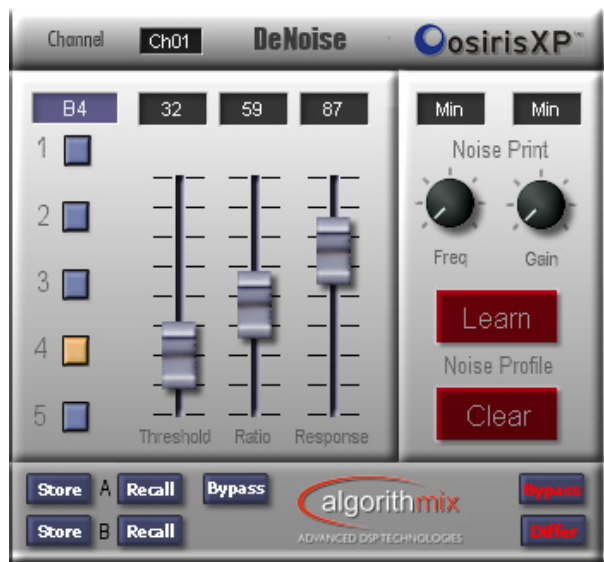 Channel Ch01 DeNoise osirisXP™
B4 32 59 87 Min Min
Noise Print
1
2
3
4
5
Freq Gain
Learn
Noise Profile
Clear
Threshold Ratio Response
Store A Recall Bypass algorithmix Bypass
Store B Recall ADVANCED DSP TECHNOLOGIES Differ